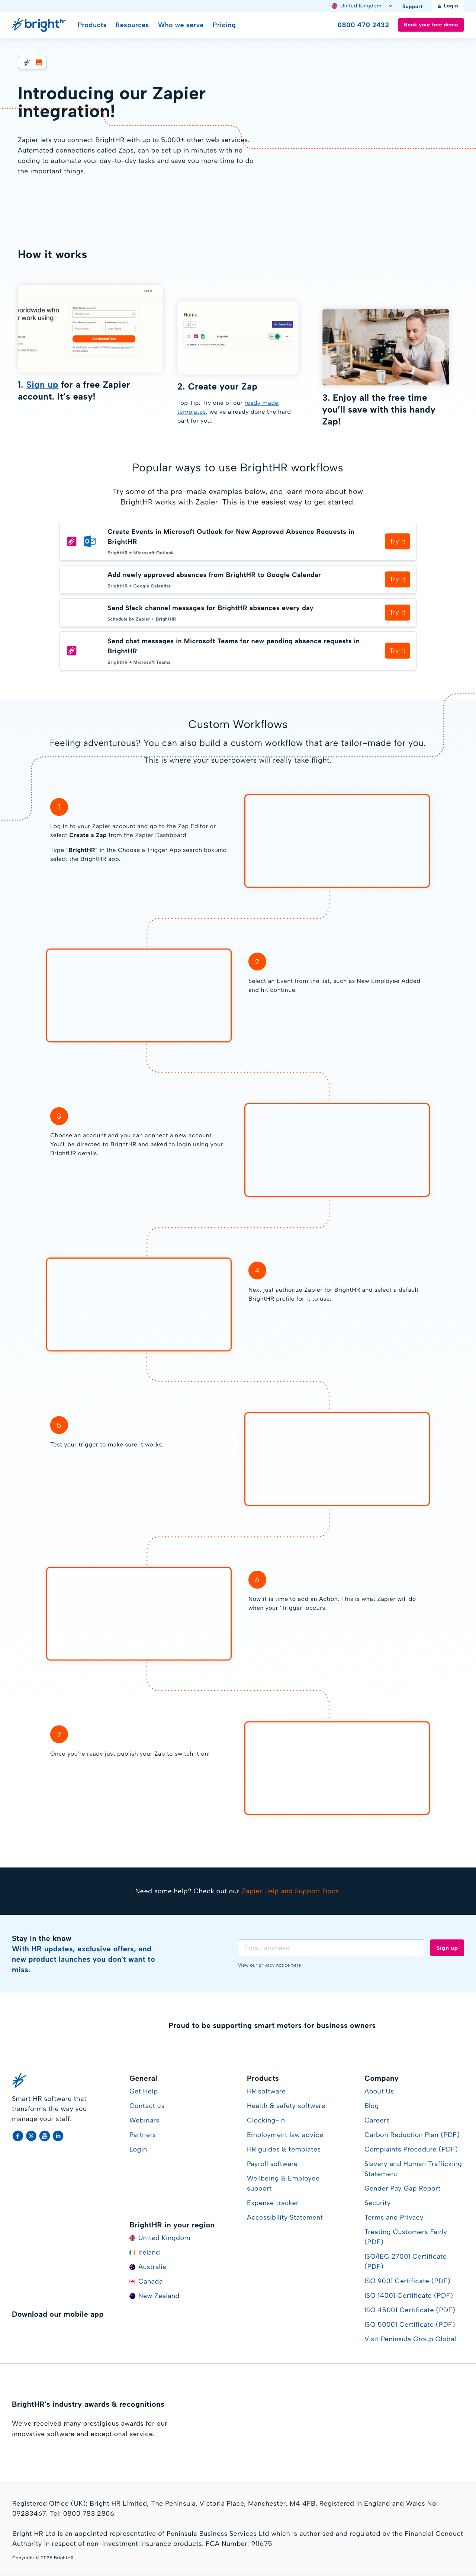 United Kingdom
Support
Login
brighthr
Products
Resources
Who we serve
Pricing
0800 470 2432
Book your free demo
Introducing our Zapier
integration!
Zapier lets you connect BrightHR with up to 5,000+ other web services.
Automated connections called Zaps, can be set up in minutes with no
coding to automate your day-to-day tasks and save you more time to do
the important things.
How it works
Log in
worldwide who
r work using
Get Started Free
1. Sign up for a free Zapier
account. It's easy!
Home
Create Zap
BrightHR
2. Create your Zap
Top Tip: Try one of our ready made
templates, we've already done the hard
part for you.
3. Enjoy all the free time
you'll save with this handy
Zap!
Popular ways to use BrightHR workflows
Try some of the pre-made examples below, and learn more about how
BrightHR works with Zapier. This is the easiest way to get started.
Create Events in Microsoft Outlook for New Approved Absence Requests in
BrightHR
BrightHR + Microsoft Outlook
Try it
Add newly approved absences from BrightHR to Google Calendar
BrightHR + Google Calendar
Try it
Send Slack channel messages for BrightHR absences every day
Schedule by Zapier + BrightHR
Try it
Send chat messages in Microsoft Teams for new pending absence requests in
BrightHR
BrightHR + Microsoft Teams
Try it
Custom Workflows
Feeling adventurous? You can also build a custom workflow that are tailor-made for you.
This is where your superpowers will really take flight.
1
Log in to your Zapier account and go to the Zap Editor or
select Create a Zap from the Zapier Dashboard.
Type "BrightHR" in the Choose a Trigger App search box and
select the BrightHR app.
2
Select an Event from the list, such as New Employee Added
and hit continue.
3
Choose an account and you can connect a new account.
You'll be directed to BrightHR and asked to login using your
BrightHR details.
4
Next just authorize Zapier for BrightHR and select a default
BrightHR profile for it to use.
5
Test your trigger to make sure it works.
6
Now it is time to add an Action. This is what Zapier will do
when your 'Trigger' occurs.
7
Once you're ready just publish your Zap to switch it on!
Need some help? Check out our Zapier Help and Support Docs.
Stay in the know
With HR updates, exclusive offers, and
new product launches you don't want to
miss.
Email address
Sign up
View our privacy notice here
Proud to be supporting smart meters for business owners
Smart HR software that
transforms the way you
manage your staff.
General
Get Help
Contact us
Webinars
Partners
Login
BrightHR in your region
United Kingdom
Ireland
Australia
Canada
New Zealand
Products
HR software
Health & safety software
Clocking-in
Employment law advice
HR guides & templates
Payroll software
Wellbeing & Employee
support
Expense tracker
Accessibility Statement
Company
About Us
Blog
Careers
Carbon Reduction Plan (PDF)
Complaints Procedure (PDF)
Slavery and Human Trafficking
Statement
Gender Pay Gap Report
Security
Terms and Privacy
Treating Customers Fairly
(PDF)
ISO/IEC 27001 Certificate
(PDF)
ISO 9001 Certificate (PDF)
ISO 14001 Certificate (PDF)
ISO 45001 Certificate (PDF)
ISO 50001 Certificate (PDF)
Visit Peninsula Group Global
Download our mobile app
BrightHR's industry awards & recognitions
We've received many prestigious awards for our
innovative software and exceptional service.
Registered Office (UK): Bright HR Limited, The Peninsula, Victoria Place, Manchester, M4 4FB. Registered in England and Wales No:
09283467. Tel: 0800 783 2806.
Bright HR Ltd is an appointed representative of Peninsula Business Services Ltd which is authorised and regulated by the Financial Conduct
Authority in respect of non-investment insurance products. FCA Number: 911675
Copyright © 2025 BrightHR